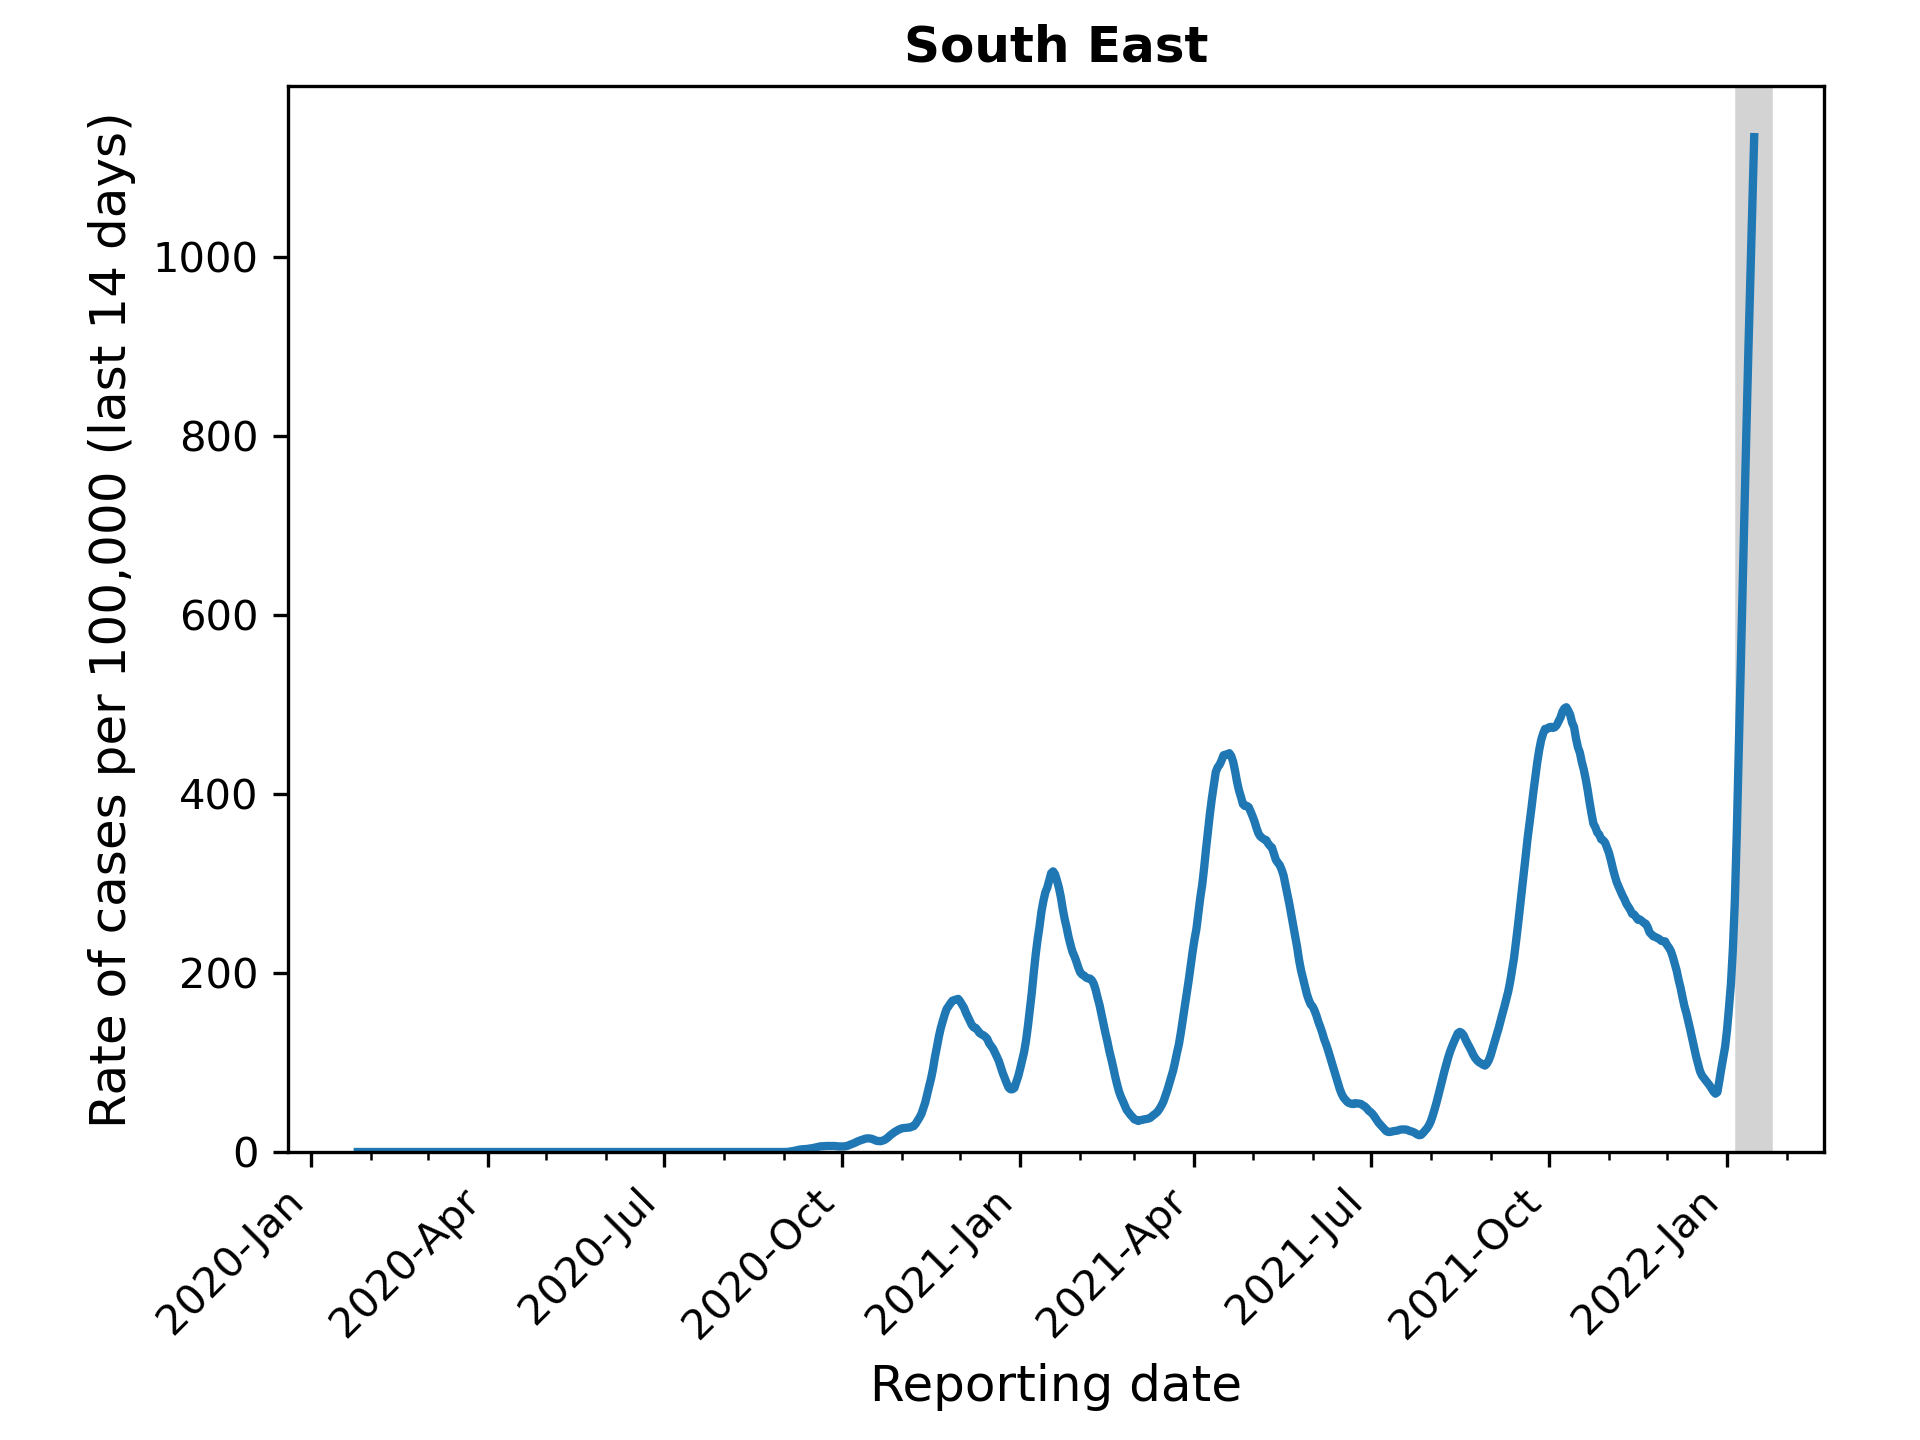 South East
Rate of cases per 100,000 (last 14 days)
1000
800
600
400
200
0
2020-Jan
2020-Apr
2020-Jul
2020-Oct
2021-Jan
2021-Apr
2021-Jul
2021-Oct
2022-Jan
Reporting date